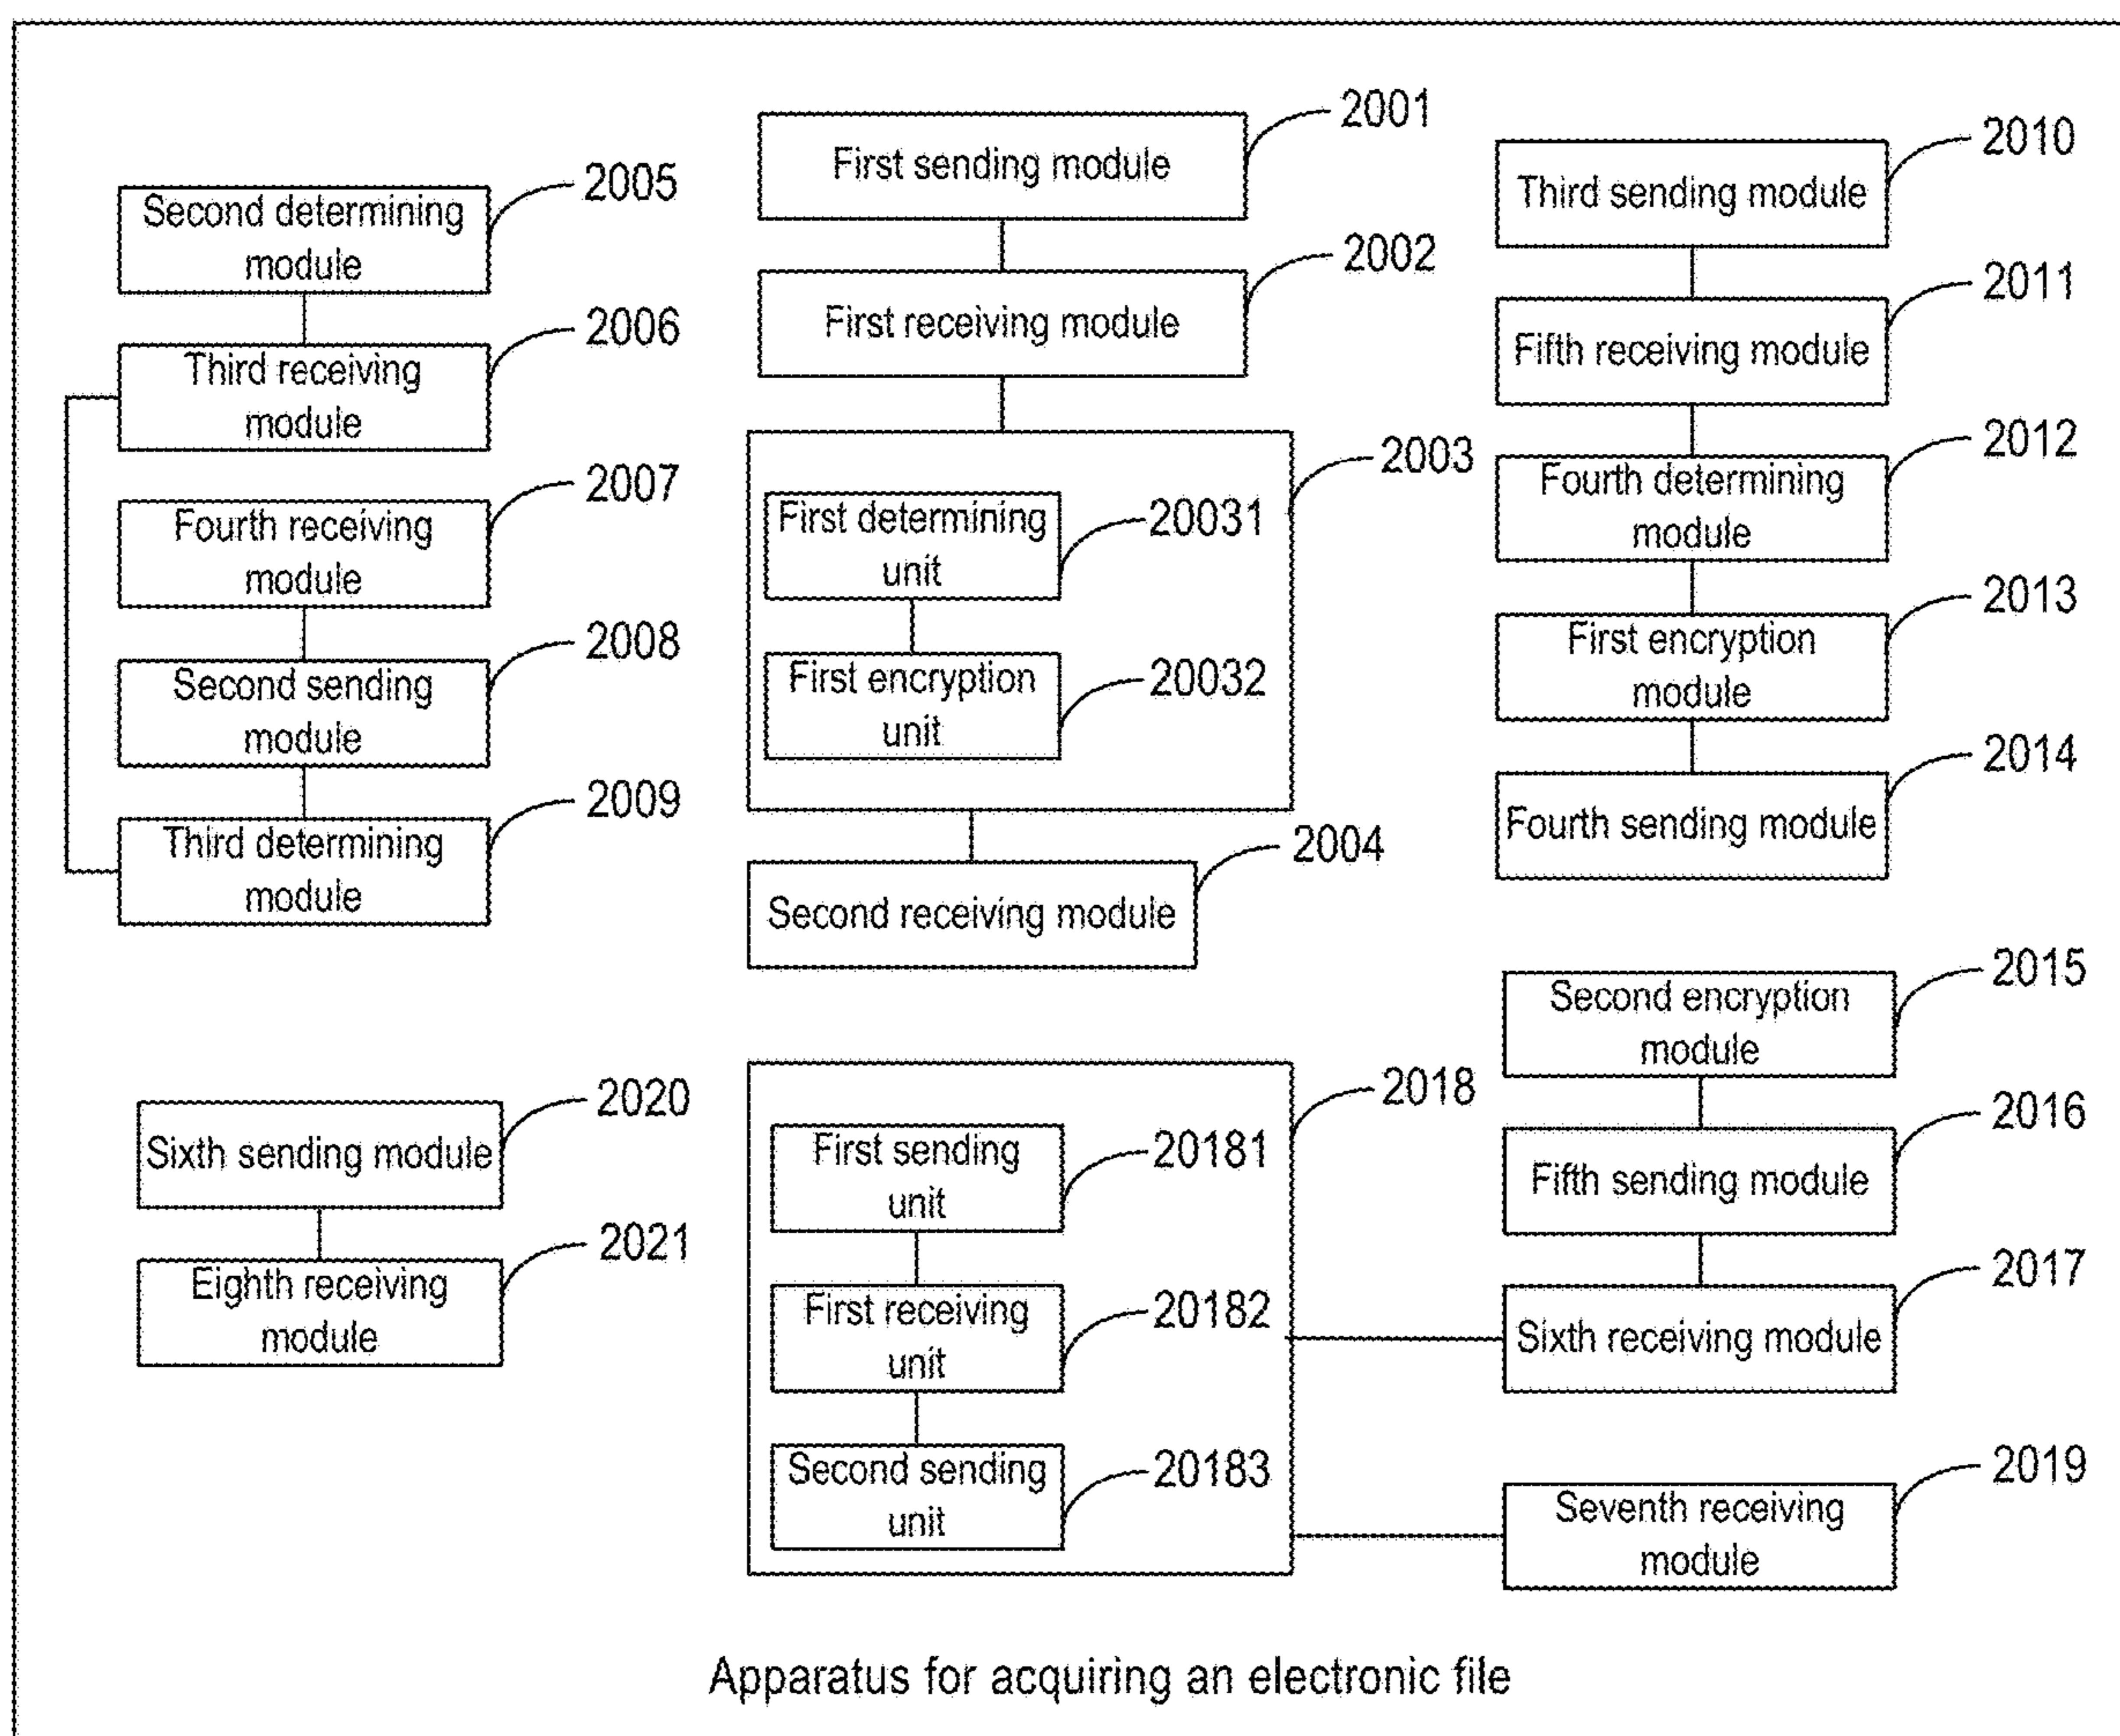 Second determining
module
2005
Third receiving
module
2006
Fourth receiving
module
2007
Second sending
module
2008
Third determining
module
2009
First sending module
2001
First receiving module
2002
2003
First determining
unit
20031
First encryption
unit
20032
Second receiving module
2004
Third sending module
2010
Fifth receiving module
2011
Fourth determining
module
2012
First encryption
module
2013
Fourth sending module
2014
Sixth sending module
2020
Eighth receiving
module
2021
2018
First sending
unit
20181
First receiving
unit
20182
Second sending
unit
20183
Second encryption
module
2015
Fifth sending module
2016
Sixth receiving module
2017
Seventh receiving
module
2019
Apparatus for acquiring an electronic file